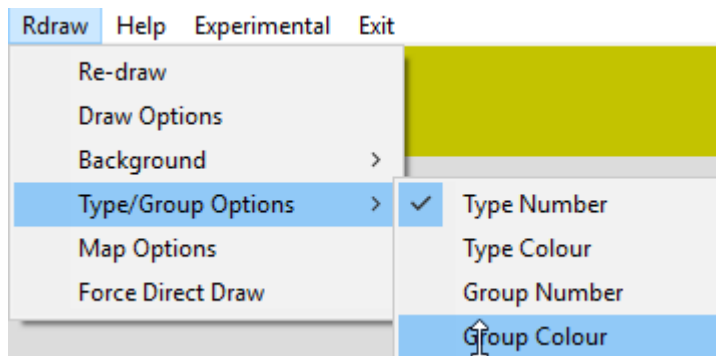 Rdraw Help Experimental Exit
Re-draw
Draw Options
Background
Type/Group Options
Map Options
Force Direct Draw
Type Number
Type Colour
Group Number
Group Colour